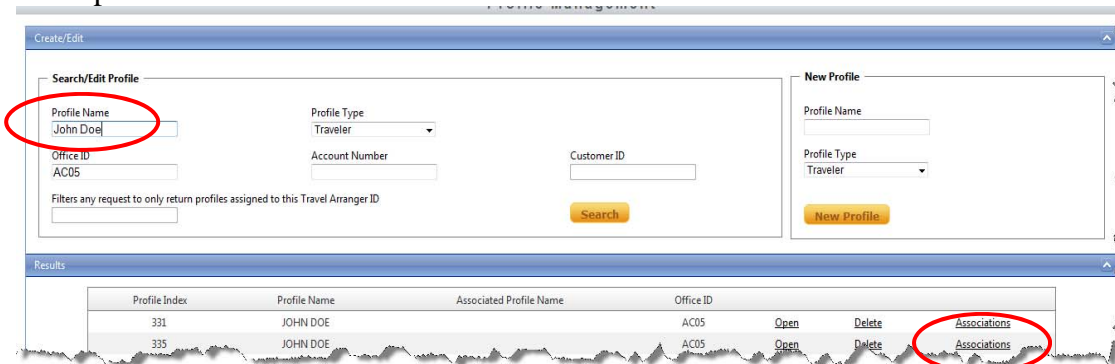 Profile Management
Create/Edit
Search/Edit Profile
New Profile
Profile Name
Profile Type
Profile Name
John Doe
Traveler
Office ID
Account Number
Customer ID
Profile Type
AC05
Traveler
Filters any request to only return profiles assigned to this Travel Arranger ID
Search
New Profile
Results
Profile Index Profile Name Associated Profile Name Office ID
331 JOHN DOE AC05 Open Delete Associations
335 JOHN DOE AC05 Open Delete Associations